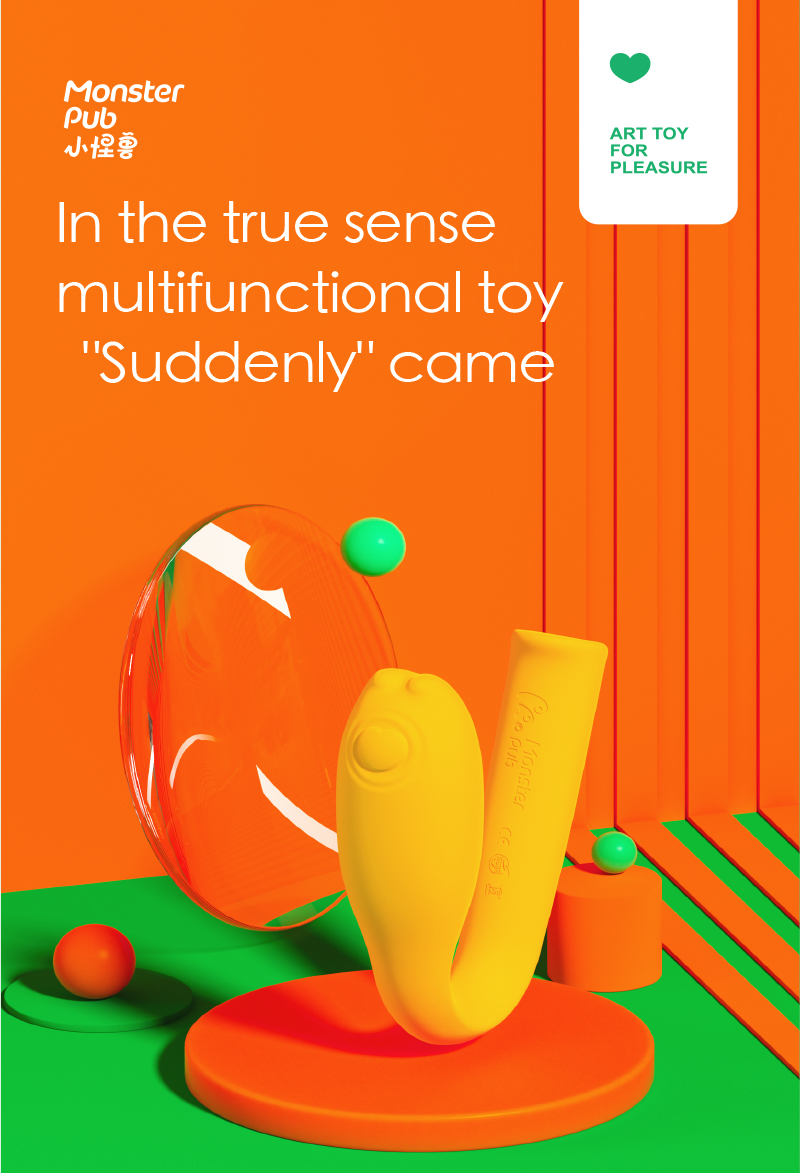 Monster
Pub
小怪兽
ART TOY
FOR
PLEASURE
In the true sense
multifunctional toy
"Suddenly" came
Monster
Pub
CE